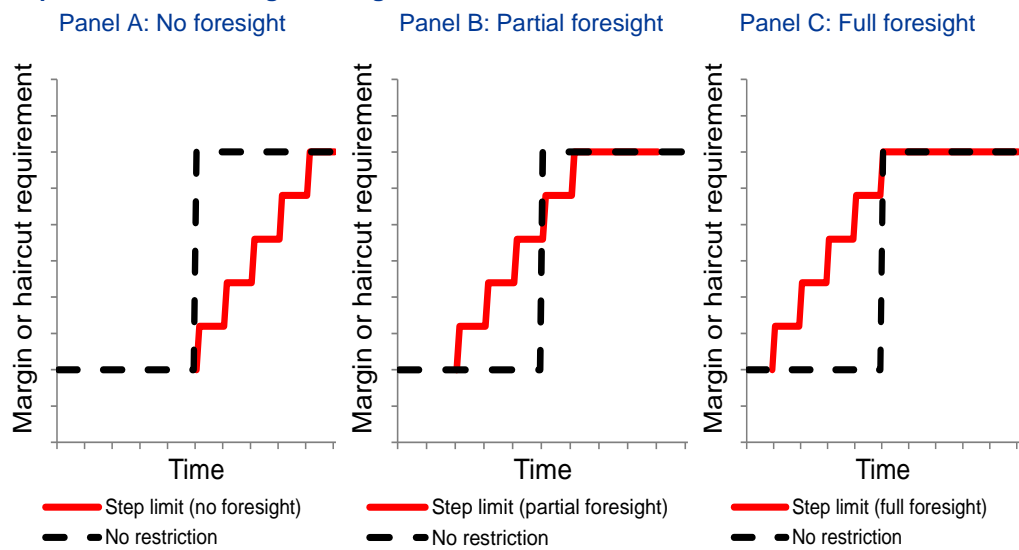 Panel A: No foresight
Panel B: Partial foresight
Panel C: Full foresight
Margin or haircut requirement
Margin or haircut requirement
Margin or haircut requirement
Time
Time
Time
Step limit (no foresight)
No restriction
Step limit (partial foresight)
No restriction
Step limit (full foresight)
No restriction